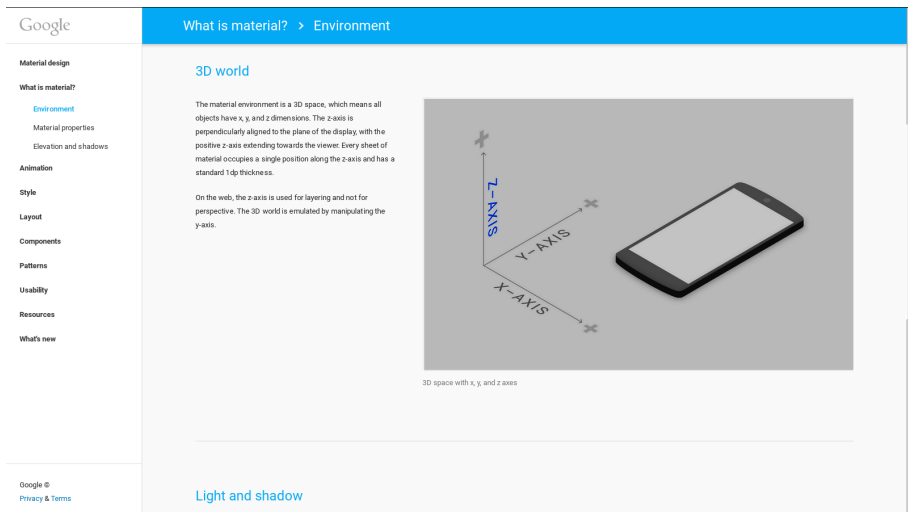 Google
What is material? > Environment
Material design
What is material?
Environment
Material properties
Elevation and shadows
Animation
Style
Layout
Components
Patterns
Usability
Resources
What's new
Google ©
Privacy & Terms
3D world
The material environment is a 3D space, which means all
objects have x, y, and z dimensions. The z-axis is
perpendicularly aligned to the plane of the display, with the
positive z-axis extending towards the viewer. Every sheet of
material occupies a single position along the z-axis and has a
standard 1dp thickness.
On the web, the z-axis is used for layering and not for
perspective. The 3D world is emulated by manipulating the
y-axis.
Z-AXIS
Y-AXIS
X-AXIS
3D space with x, y, and z axes
Light and shadow